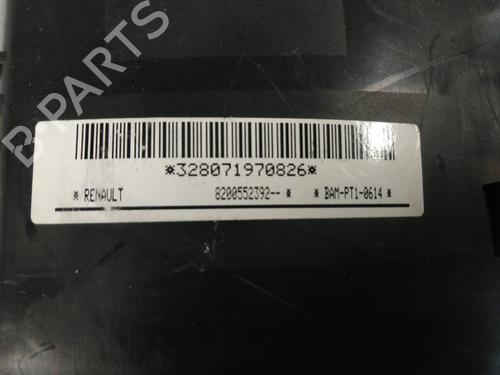 B-PARTS
*328071970826*
* RENAULT 8200552392-- * * BAM-PT1-0614 *